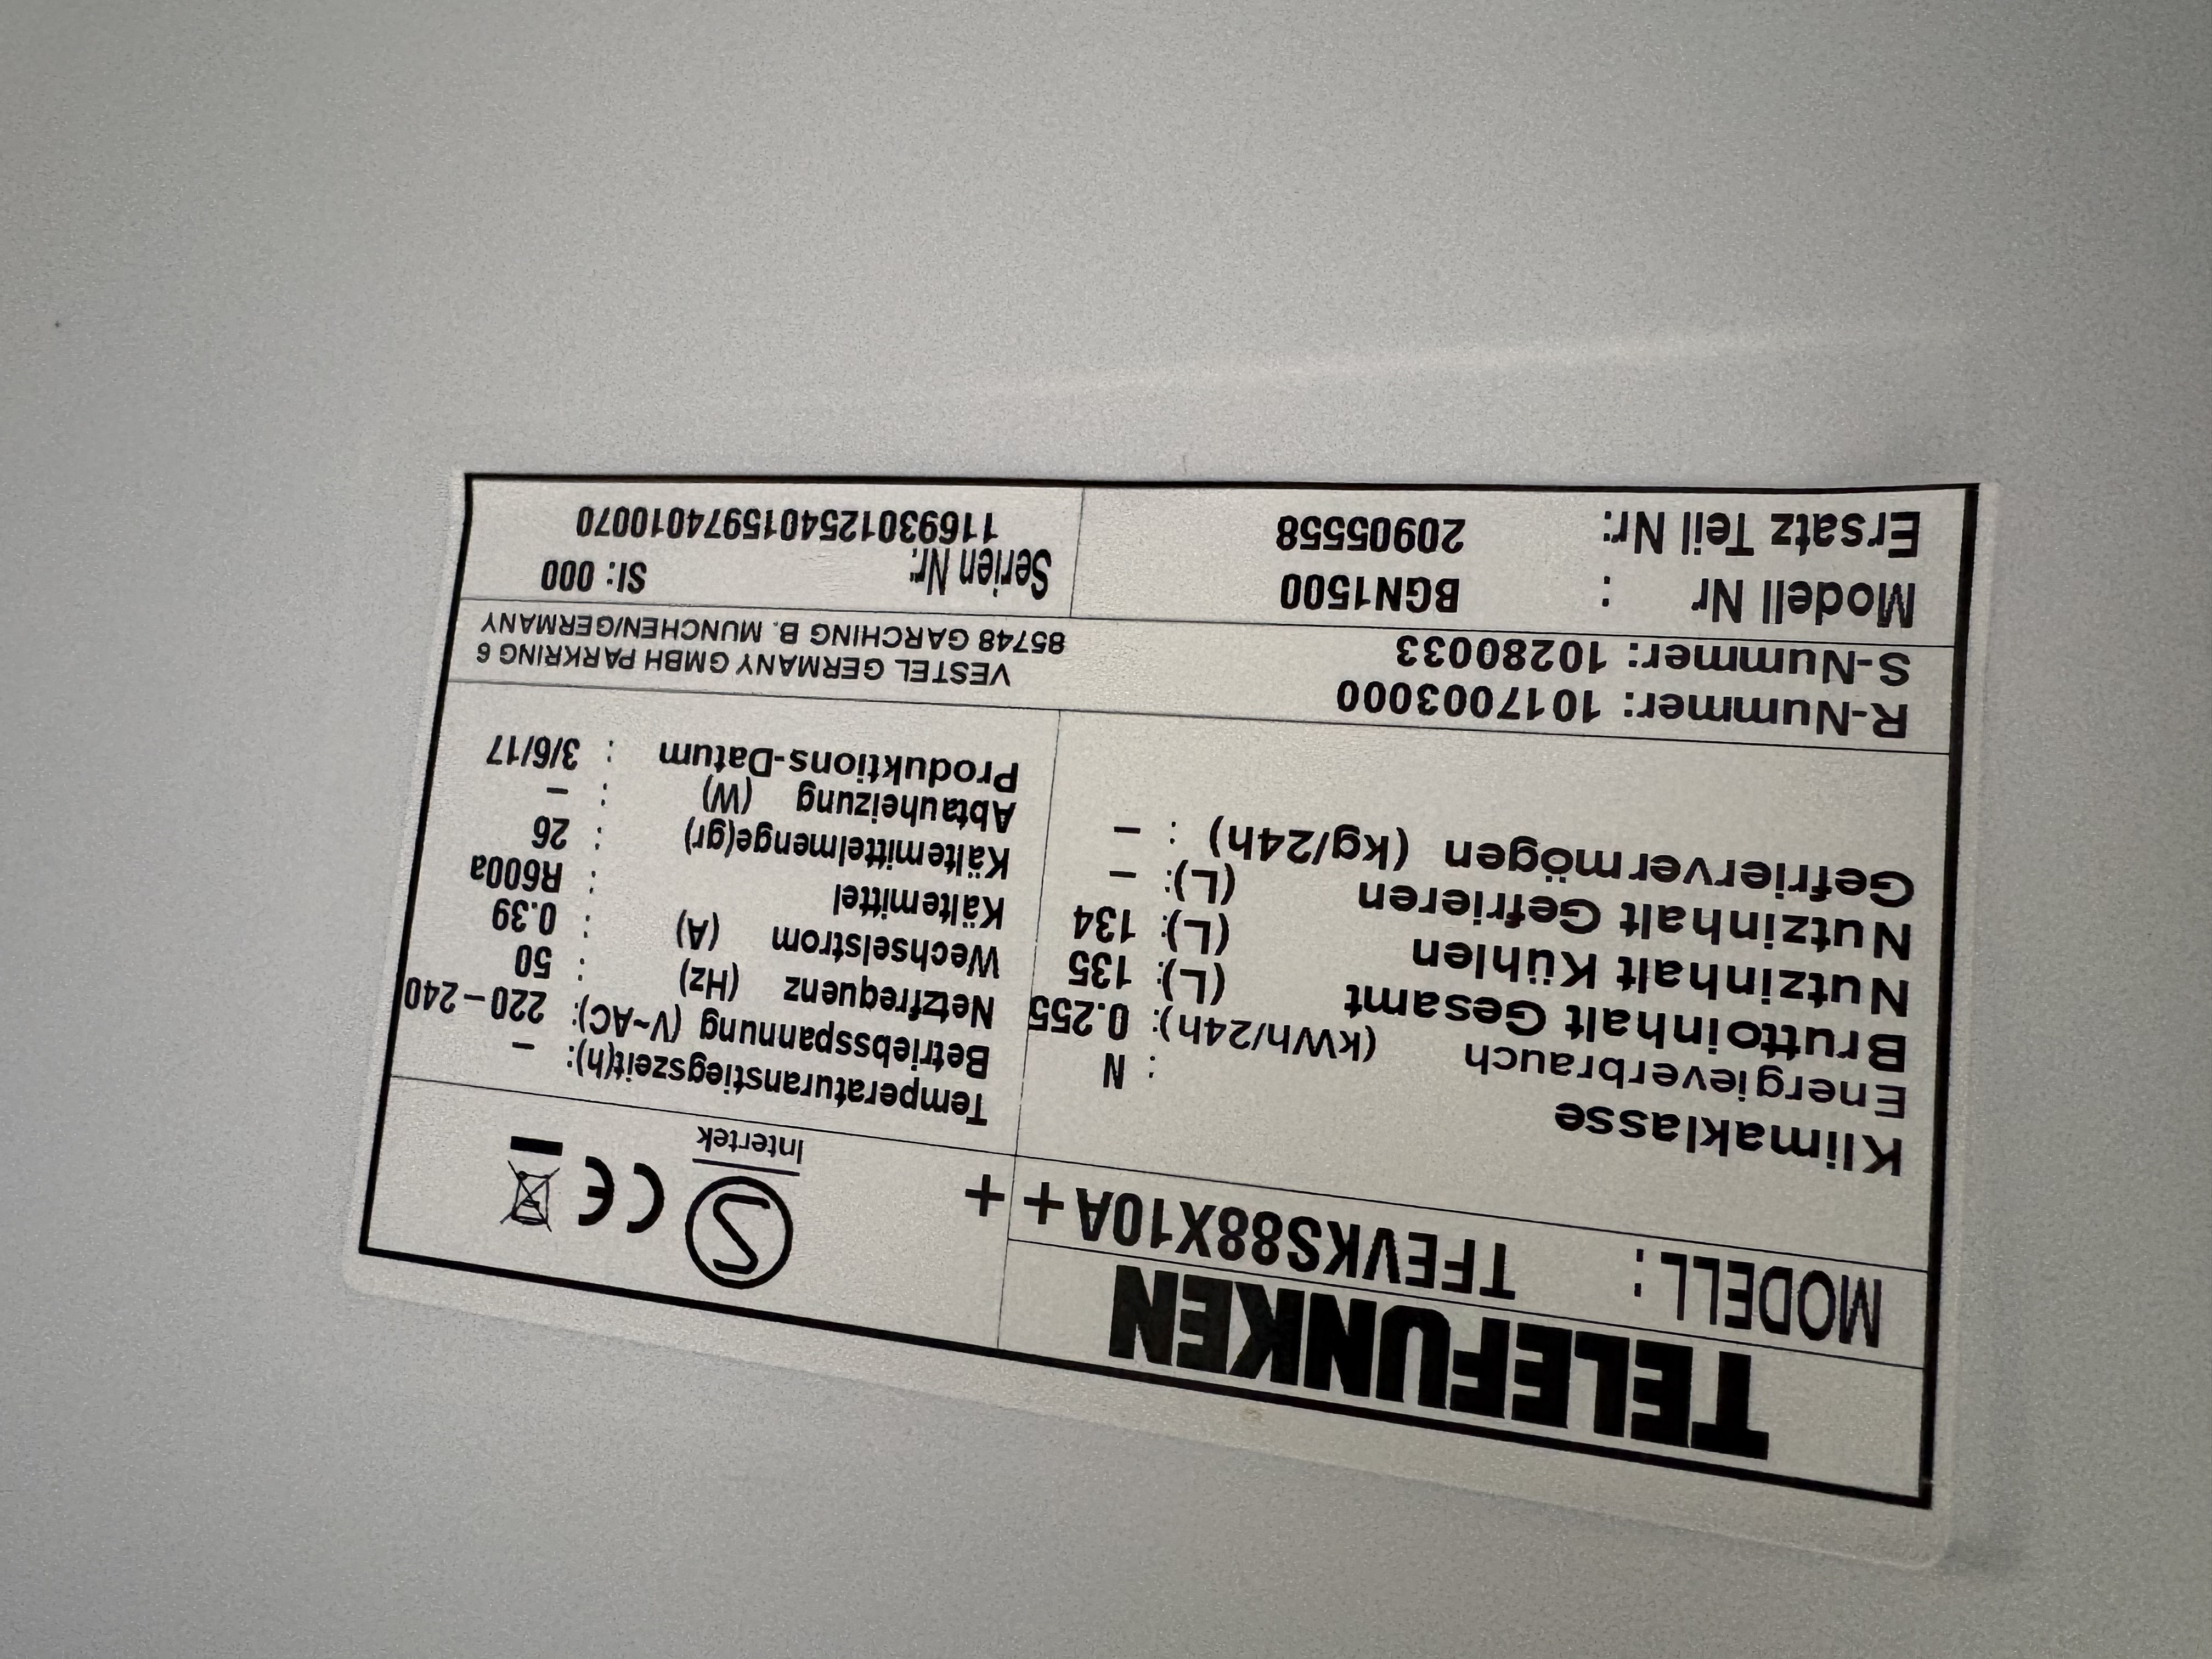 TELEFUNKEN
MODELL : TFEVKS88X10A++
Intertek
Klimaklasse : N
Energieverbrauch (kWh/24h): 0.255
Bruttoinhalt Gesamt (L): 135
Nutzinhalt Kühlen (L): 134
Nutzinhalt Gefrieren (L): –
Gefriervermögen (kg/24h) : –
Temperaturanstiegszeit(h): –
Betriebsspannung (V~AC): 220–240
Netzfrequenz (Hz) : 50
Wechselstrom (A) : 0.39
Kältemittel : R600a
Kältemittelmenge(gr) : 26
Abtauheizung (W) : –
Produktions-Datum : 3/6/17
R-Nummer: 1017003000
S-Nummer: 10280033
VESTEL GERMANY GMBH PARKRING 6
85748 GARCHING B. MUNCHEN/GERMANY
Modell Nr : BGN1500
Ersatz Teil Nr: 20905558
Serien Nr. SI: 000
1169301254015974010070